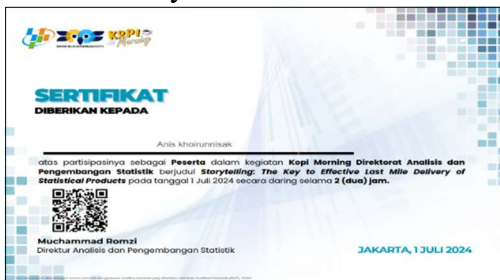 KOPI
Morning
SERTIFIKAT
DIBERIKAN KEPADA
Anis khoirunnisak
atas partisipasinya sebagai Peserta dalam kegiatan Kopi Morning Direktorat Analisis dan
Pengembangan Statistik berjudul Storytelling: The Key to Effective Last Mile Delivery of
Statistical Products pada tanggal 1 Juli 2024 secara daring selama 2 (dua) jam.
Muchammad Romzi
Direktur Analisis dan Pengembangan Statistik
JAKARTA, 1 JULI 2024